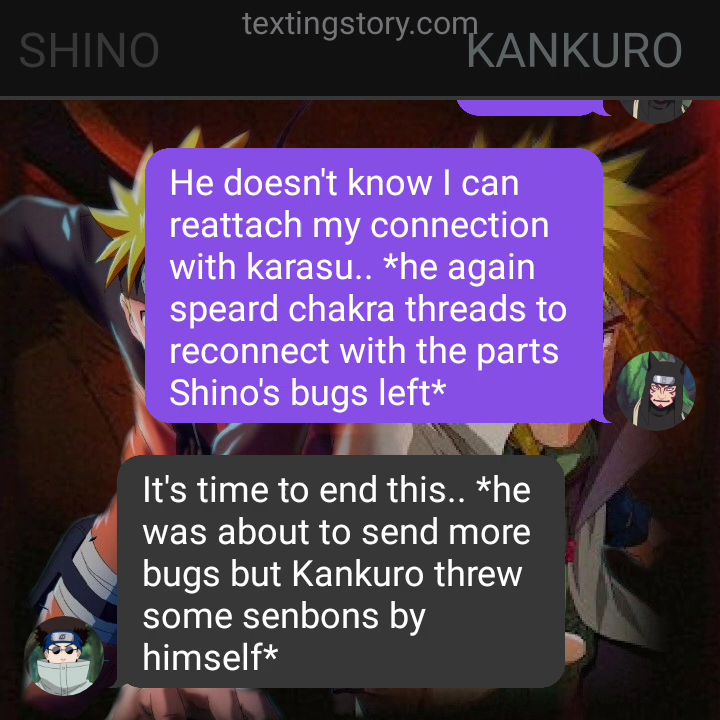 textingstory.com
SHINO
KANKURO
He doesn't know I can
reattach my connection
with karasu.. *he again
speard chakra threads to
reconnect with the parts
Shino's bugs left*
It's time to end this.. *he
was about to send more
bugs but Kankuro threw
some senbons by
himself*